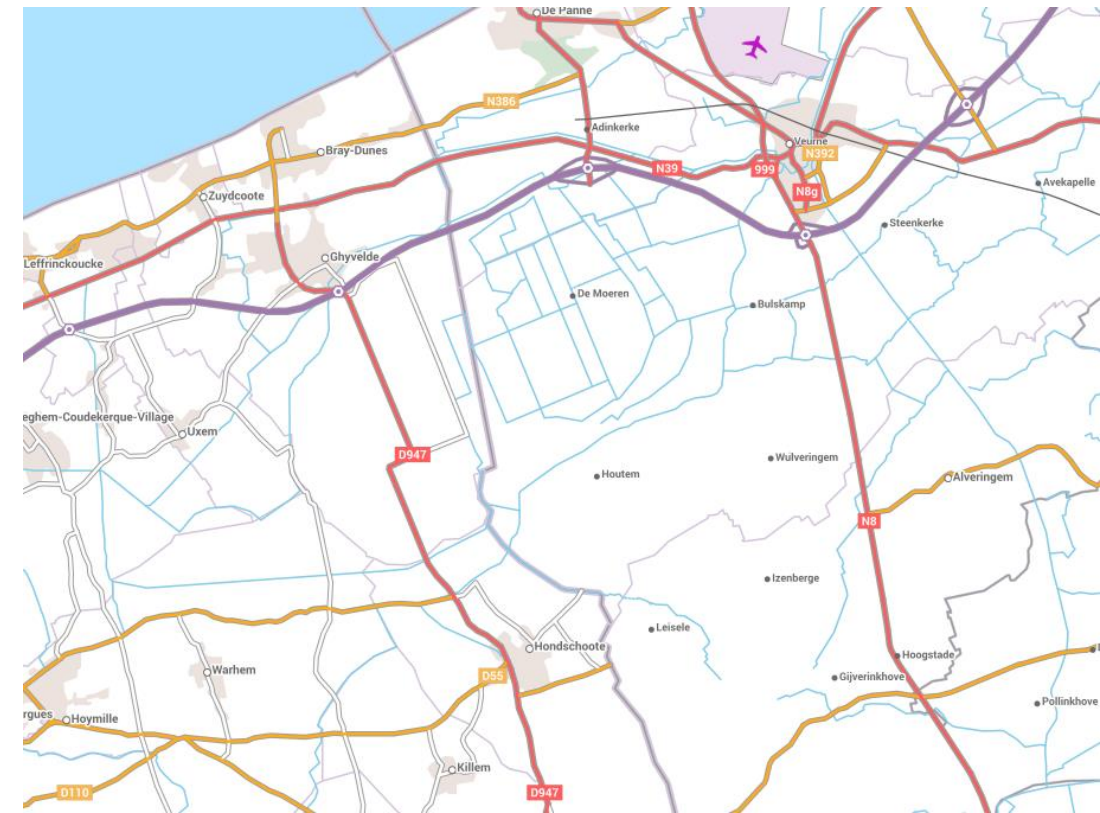 De Panne
N386
Adinkerke
Bray-Dunes
Veurne
N392
N39
999
Avekapelle
Zuydcoote
N8g
Steenkerke
Leffrinckoucke
Ghyvelde
De Moeren
Bulskamp
eghem-Coudekerque-Village
Uxem
D947
Wulveringem
Houtem
Alveringem
N8
Izenberge
Leisele
Hondschoote
Hoogstade
Warhem
D55
Gijverinkhove
Pollinkhove
rgues
Hoymille
Killem
D110
D947